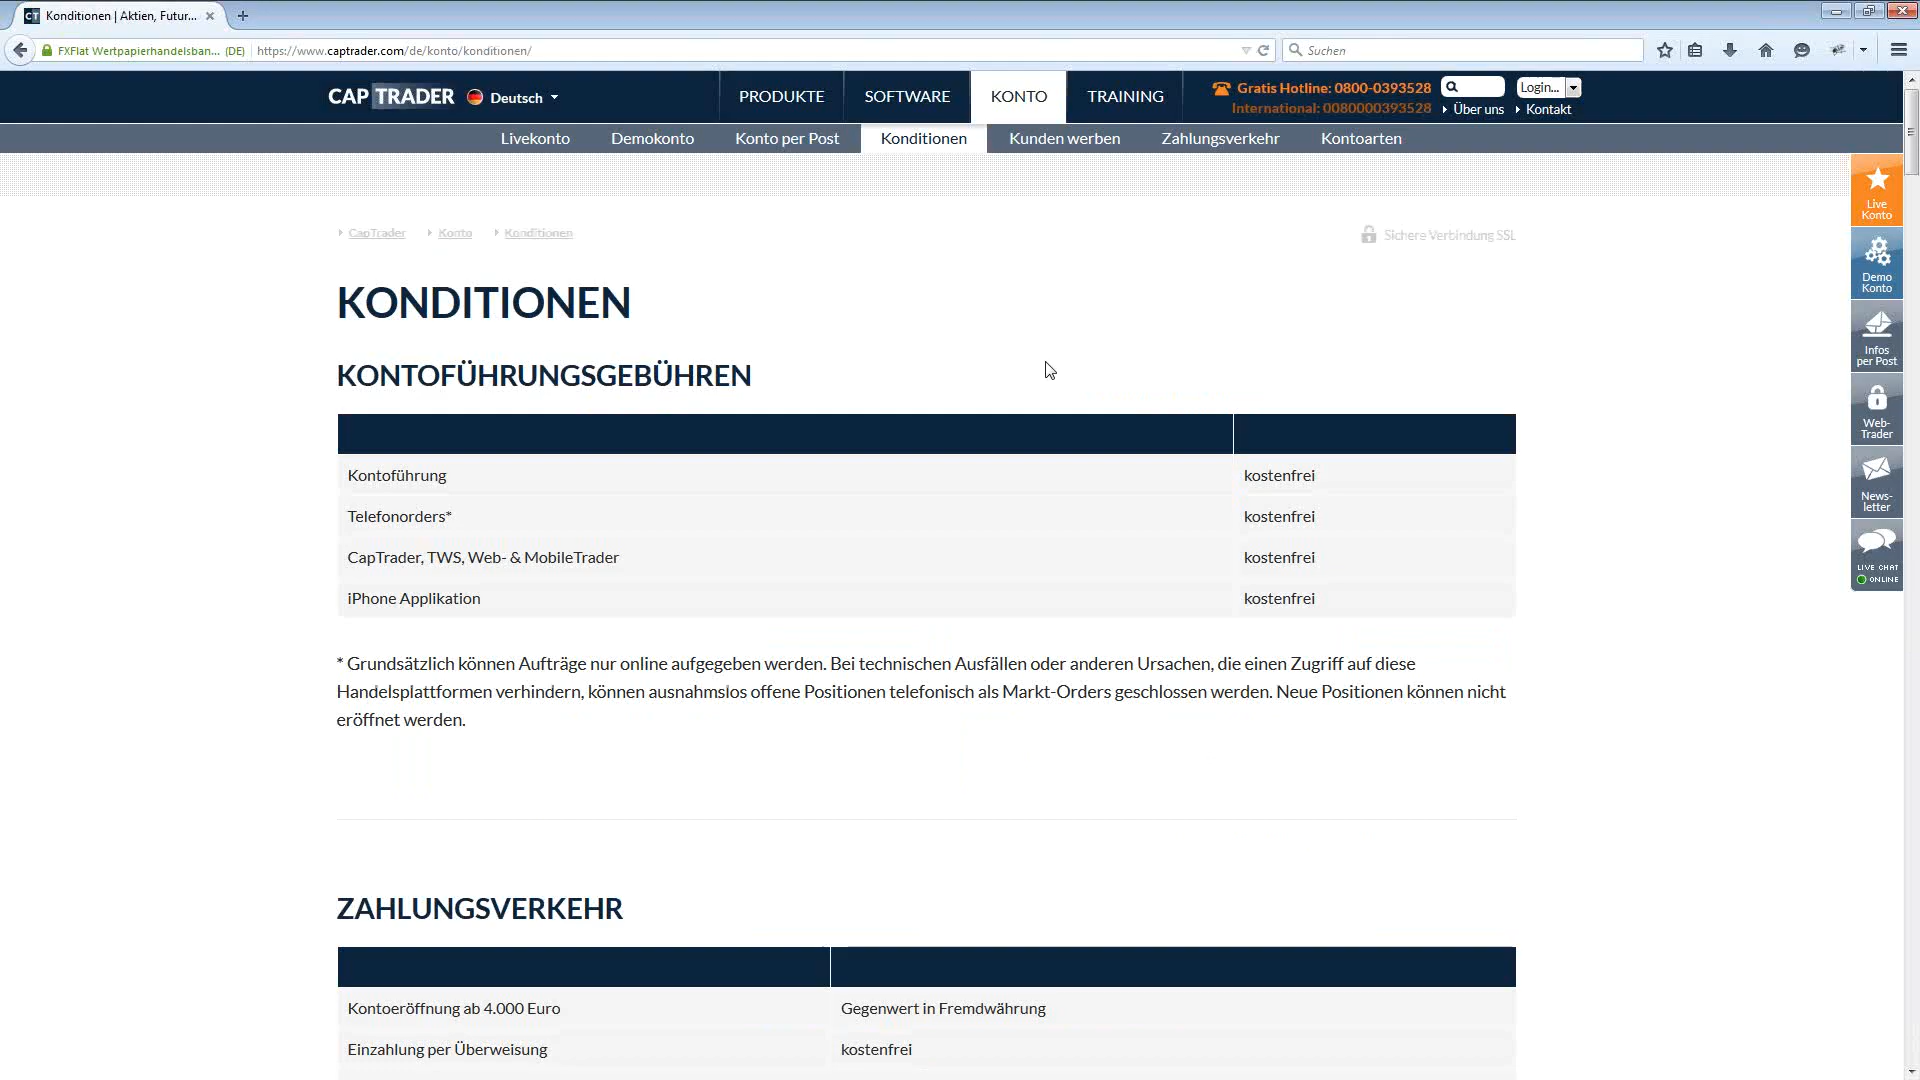 CT Konditionen | Aktien, Futur...
FXFlat Wertpapierhandelsban... (DE)
https://www.captrader.com/de/konto/konditionen/
Suchen
CAP TRADER
Deutsch
PRODUKTE
SOFTWARE
KONTO
TRAINING
Gratis Hotline: 0800-0393528
International: 0080000393528
Login...
Über uns
Kontakt
Livekonto
Demokonto
Konto per Post
Konditionen
Kunden werben
Zahlungsverkehr
Kontoarten
CapTrader
Konto
Konditionen
Sichere Verbindung SSL
KONDITIONEN
KONTOFÜHRUNGSGEBÜHREN
Kontoführung kostenfrei
Telefonorders* kostenfrei
CapTrader, TWS, Web- & MobileTrader kostenfrei
iPhone Applikation kostenfrei
* Grundsätzlich können Aufträge nur online aufgegeben werden. Bei technischen Ausfällen oder anderen Ursachen, die einen Zugriff auf diese
Handelsplattformen verhindern, können ausnahmslos offene Positionen telefonisch als Markt-Orders geschlossen werden. Neue Positionen können nicht
eröffnet werden.
ZAHLUNGSVERKEHR
Kontoeröffnung ab 4.000 Euro Gegenwert in Fremdwährung
Einzahlung per Überweisung kostenfrei
Live
Konto
Demo
Konto
Infos
per Post
Web-
Trader
News-
letter
LIVE CHAT
ONLINE